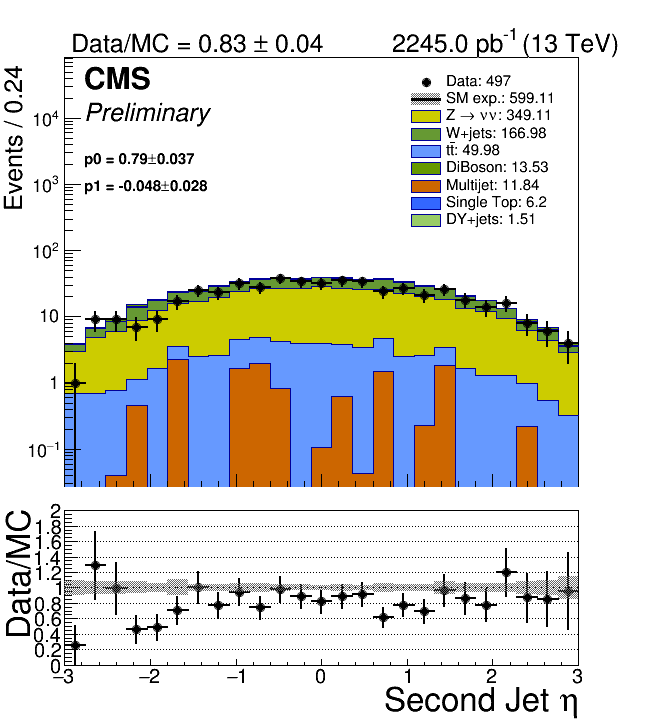 Data/MC = 0.83 ± 0.04 2245.0 pb⁻¹ (13 TeV)
CMS
Preliminary
p0 = 0.79±0.037
p1 = -0.048±0.028
Data: 497
SM exp.: 599.11
Z → νν: 349.11
W+jets: 166.98
tt̄: 49.98
DiBoson: 13.53
Multijet: 11.84
Single Top: 6.2
DY+jets: 1.51
Events / 0.24
10⁴
10³
10²
10
1
10⁻¹
Data/MC
2
1.8
1.6
1.4
1.2
1
0.8
0.6
0.4
0.2
0
−3 −2 −1 0 1 2 3
Second Jet η